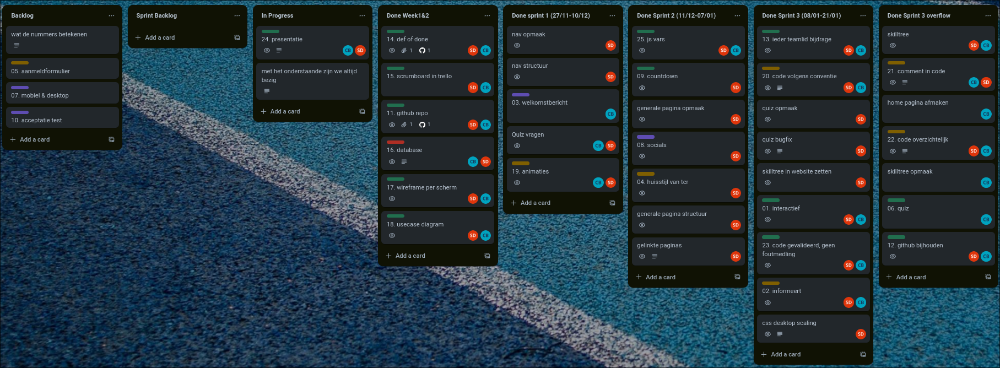 Backlog
wat de nummers betekenen
05. aanmeldformulier
07. mobiel & desktop
10. acceptatie test
Add a card
Sprint Backlog
Add a card
In Progress
24. presentatie
CB SD
met het onderstaande zijn we altijd
bezig
Add a card
Done Week1&2
14. def of done
1 1 SD CB
15. scrumboard in trello
SD CB
11. github repo
1 1 SD CB
16. database
CB SD
17. wireframe per scherm
SD CB
18. usecase diagram
SD CB
Add a card
Done sprint 1 (27/11-10/12)
nav opmaak
SD
nav structuur
SD
03. welkomstbericht
CB
Quiz vragen
CB SD
19. animaties
CB SD
Add a card
Done Sprint 2 (11/12-07/01)
25. js vars
SD CB
09. countdown
SD
generale pagina opmaak
SD
08. socials
SD
04. huisstijl van tcr
SD
generale pagina structuur
SD
gelinkte paginas
SD
Add a card
Done Sprint 3 (08/01-21/01)
13. ieder teamlid bijdrage
SD CB
20. code volgens conventie
SD CB
quiz opmaak
SD
quiz bugfix
SD
skilltree in website zetten
SD
01. interactief
SD CB
23. code gevalideerd, geen
foutmedling
SD CB
02. informeert
SD CB
css desktop scaling
SD
Add a card
Done Sprint 3 overflow
skilltree
SD CB
21. comment in code
CB SD
home pagina afmaken
CB
22. code overzichtelijk
SD CB
skilltree opmaak
CB
06. quiz
CB
12. github bijhouden
SD CB
Add a card